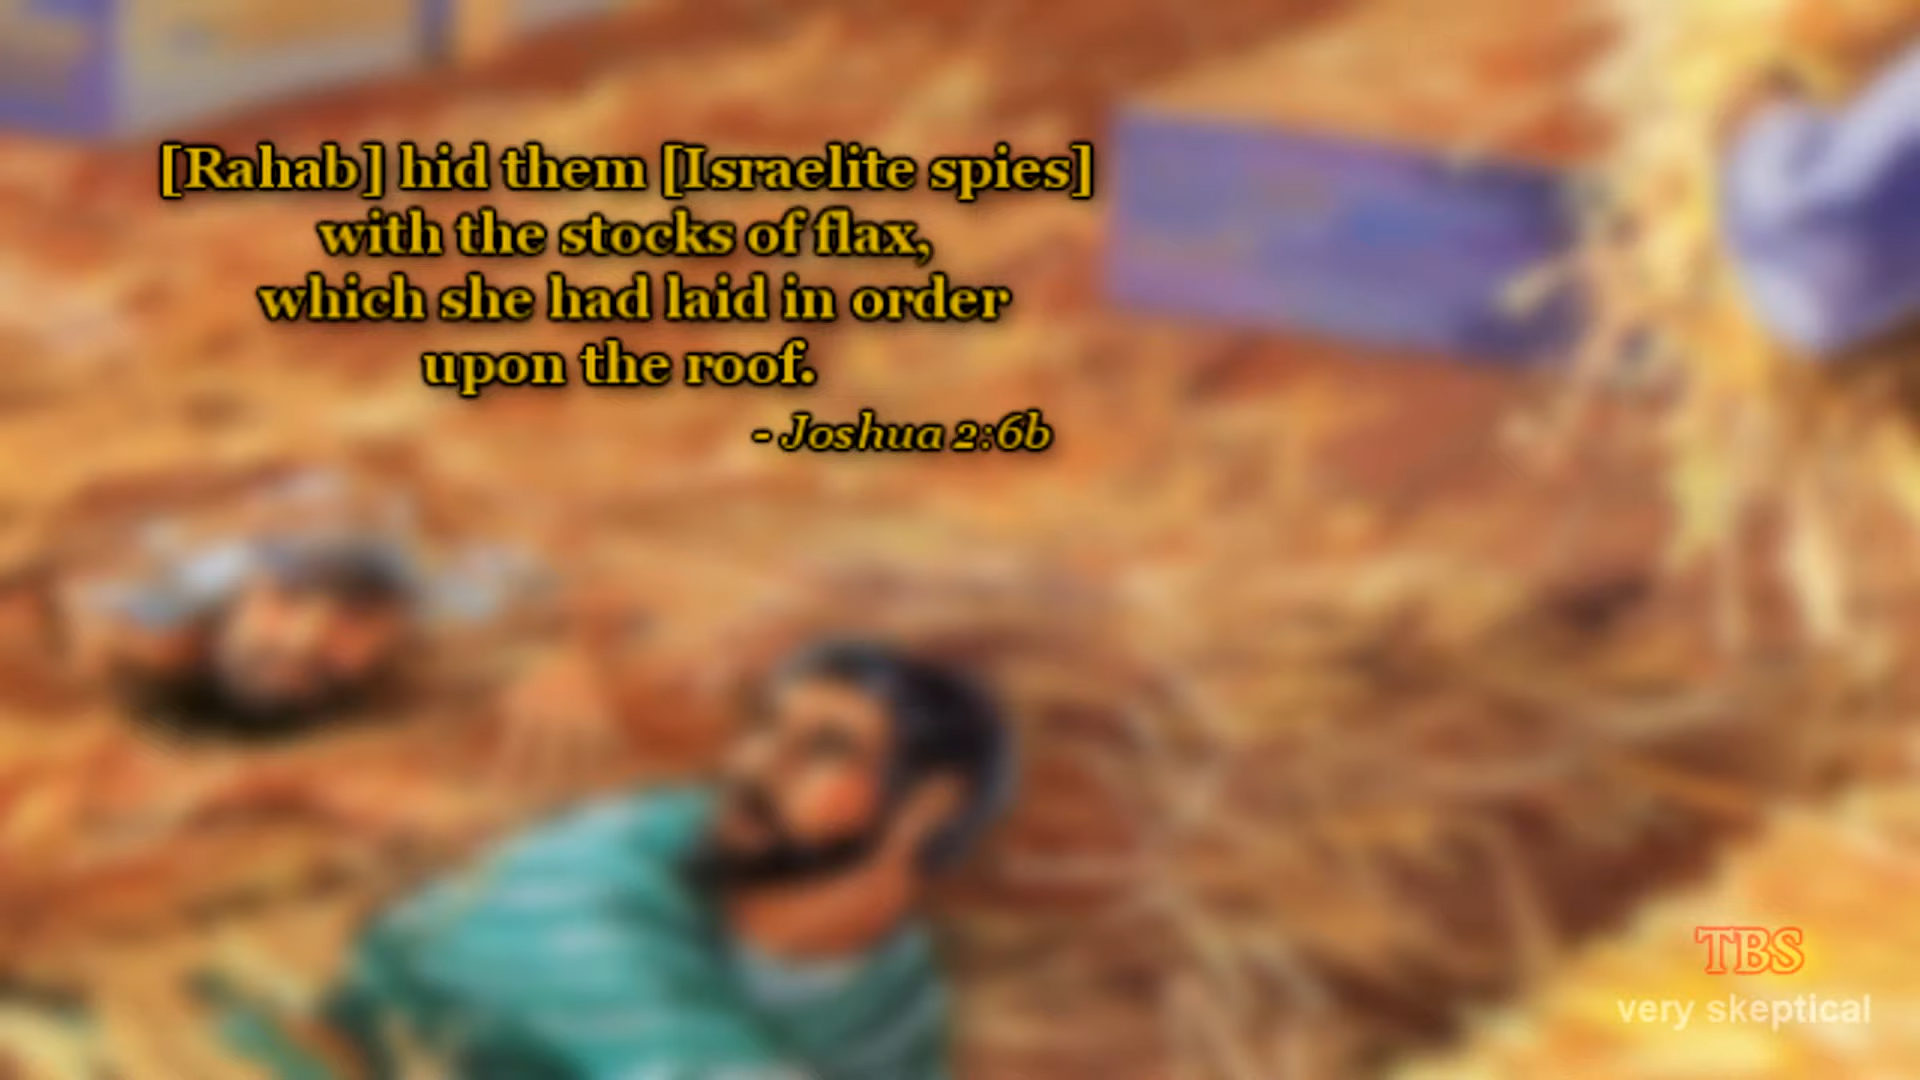 [Rahab] hid them [Israelite spies]
with the stocks of flax,
which she had laid in order
upon the roof.
- Joshua 2:6b
TBS
very skeptical